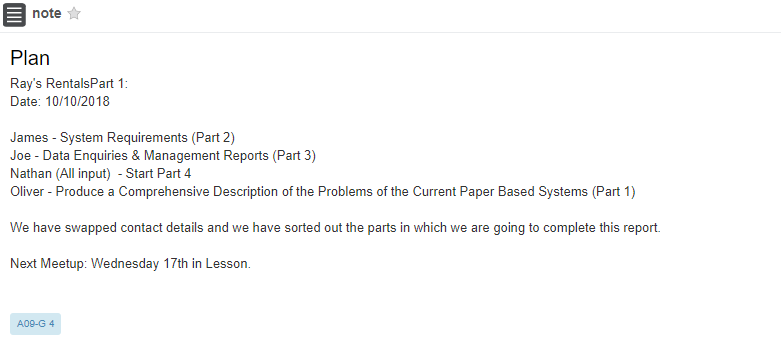 note
Plan
Ray's RentalsPart 1:
Date: 10/10/2018
James - System Requirements (Part 2)
Joe - Data Enquiries & Management Reports (Part 3)
Nathan (All input)  - Start Part 4
Oliver - Produce a Comprehensive Description of the Problems of the Current Paper Based Systems (Part 1)
We have swapped contact details and we have sorted out the parts in which we are going to complete this report.
Next Meetup: Wednesday 17th in Lesson.
A09-G 4